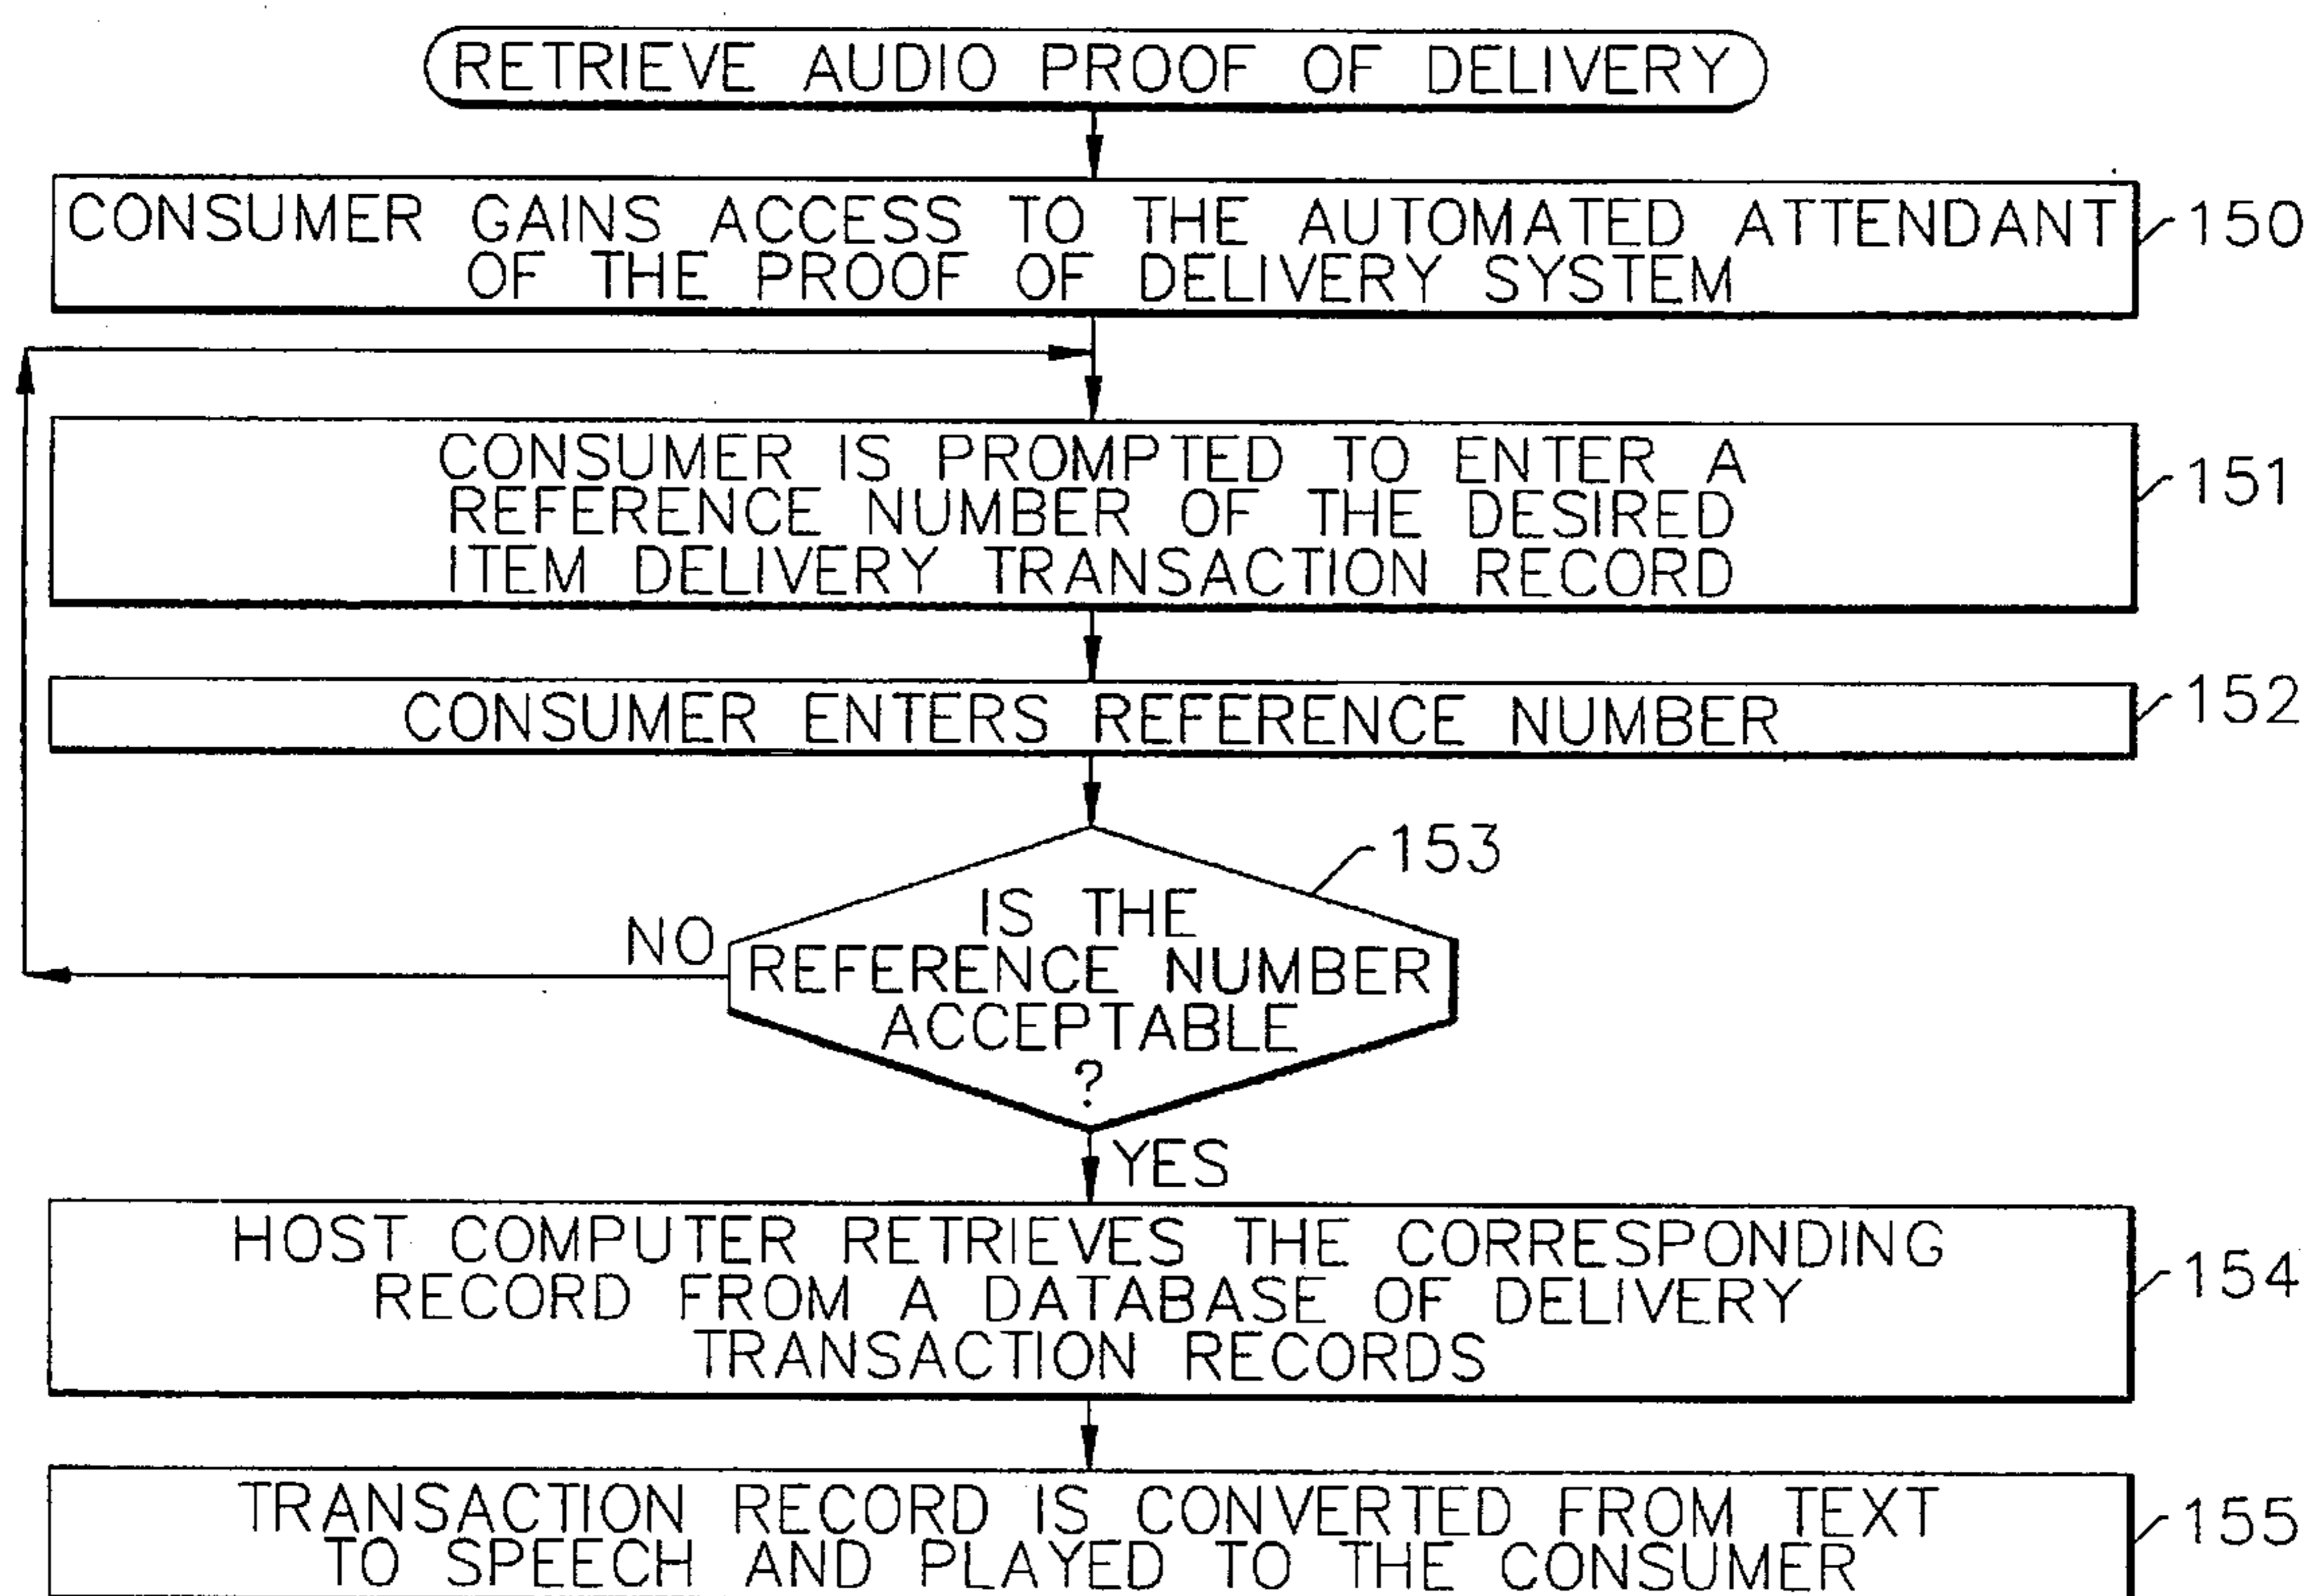 RETRIEVE AUDIO PROOF OF DELIVERY
CONSUMER GAINS ACCESS TO THE AUTOMATED ATTENDANT
OF THE PROOF OF DELIVERY SYSTEM
150
CONSUMER IS PROMPTED TO ENTER A
REFERENCE NUMBER OF THE DESIRED
ITEM DELIVERY TRANSACTION RECORD
151
CONSUMER ENTERS REFERENCE NUMBER
152
153
IS THE
REFERENCE NUMBER
ACCEPTABLE
?
NO
YES
HOST COMPUTER RETRIEVES THE CORRESPONDING
RECORD FROM A DATABASE OF DELIVERY
TRANSACTION RECORDS
154
TRANSACTION RECORD IS CONVERTED FROM TEXT
TO SPEECH AND PLAYED TO THE CONSUMER
155